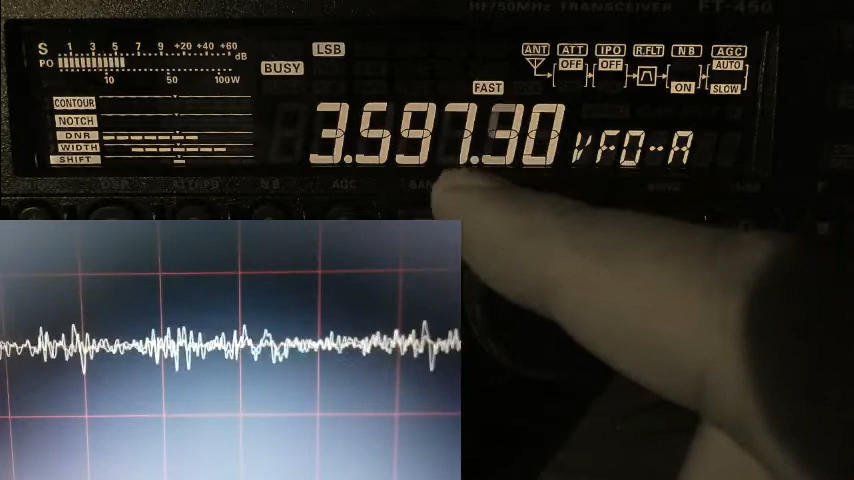 HF/50MHz TRANSCEIVER FT-450
S 1 3 5 7 9 +20 +40 +60 dB
PO 10 50 100W
BUSY
LSB
ANT ATT IPO R.FLT NB AGC
OFF OFF AUTO
ON SLOW
FAST
CONTOUR
NOTCH
DNR
WIDTH
SHIFT
3.597.30 VFO-A
DSP NB AGC